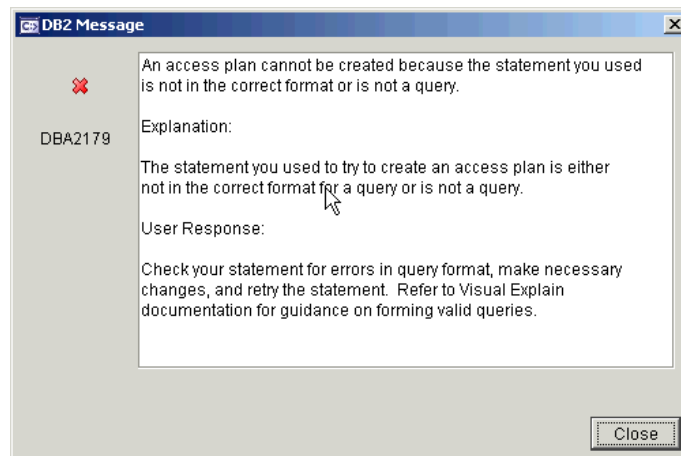 DB2 Message
An access plan cannot be created because the statement you used
is not in the correct format or is not a query.
DBA2179
Explanation:
The statement you used to try to create an access plan is either
not in the correct format for a query or is not a query.
User Response:
Check your statement for errors in query format, make necessary
changes, and retry the statement.  Refer to Visual Explain
documentation for guidance on forming valid queries.
Close